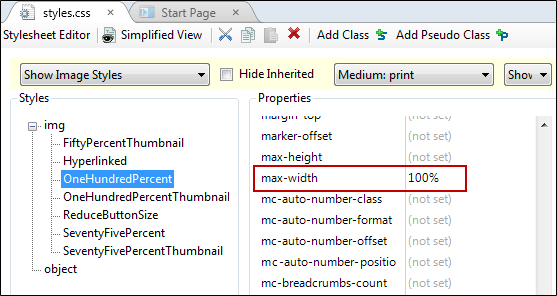 styles.css Start Page
Stylesheet Editor Simplified View Add Class Add Pseudo Class
Show Image Styles Hide Inherited Medium: print Show
Styles
img
FiftyPercentThumbnail
Hyperlinked
OneHundredPercent
OneHundredPercentThumbnail
ReduceButtonSize
SeventyFivePercent
SeventyFivePercentThumbnail
object
Properties
margin-top (not set)
marker-offset (not set)
max-height (not set)
max-width 100%
mc-auto-number-class (not set)
mc-auto-number-format (not set)
mc-auto-number-offset (not set)
mc-auto-number-positio (not set)
mc-breadcrumbs-count (not set)